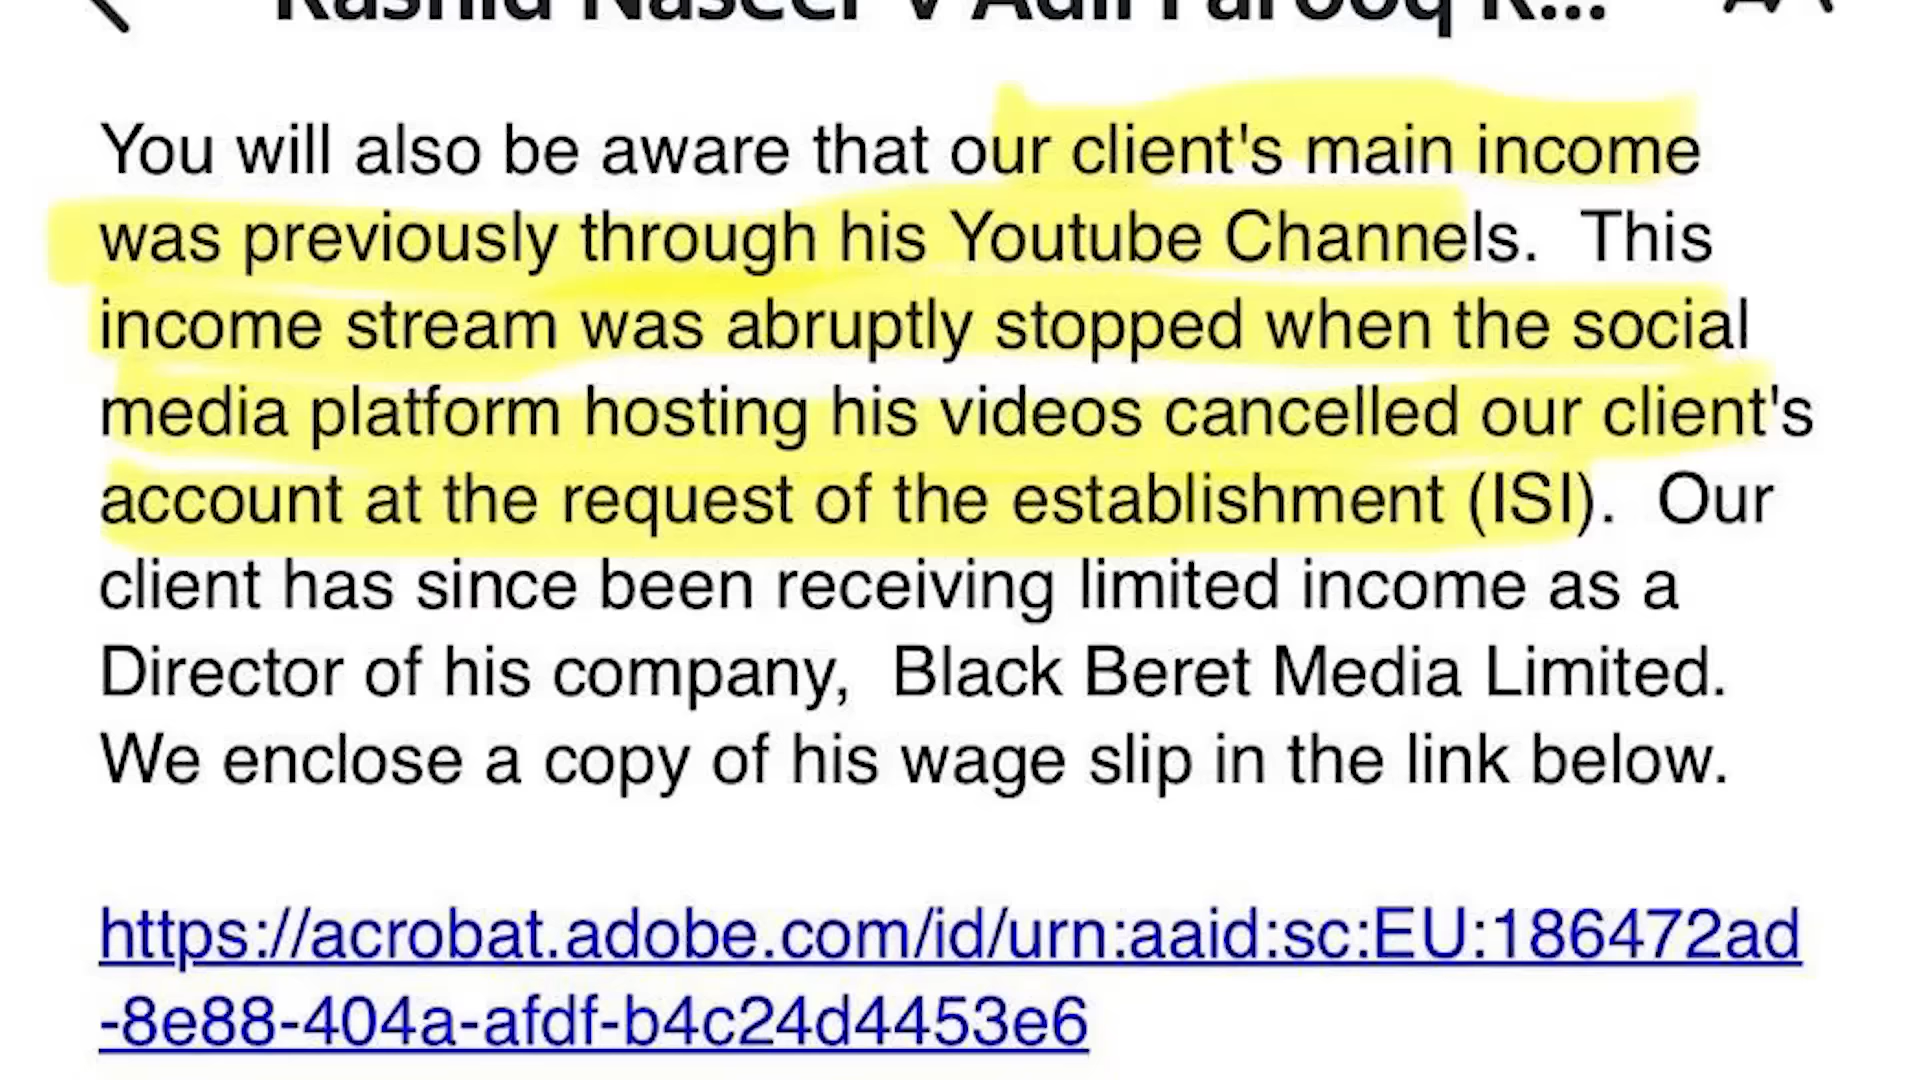 Rashid Naseer v Adil Farooq R...
You will also be aware that our client's main income
was previously through his Youtube Channels.  This
income stream was abruptly stopped when the social
media platform hosting his videos cancelled our client's
account at the request of the establishment (ISI).  Our
client has since been receiving limited income as a
Director of his company,  Black Beret Media Limited.
We enclose a copy of his wage slip in the link below.
https://acrobat.adobe.com/id/urn:aaid:sc:EU:186472ad
-8e88-404a-afdf-b4c24d4453e6